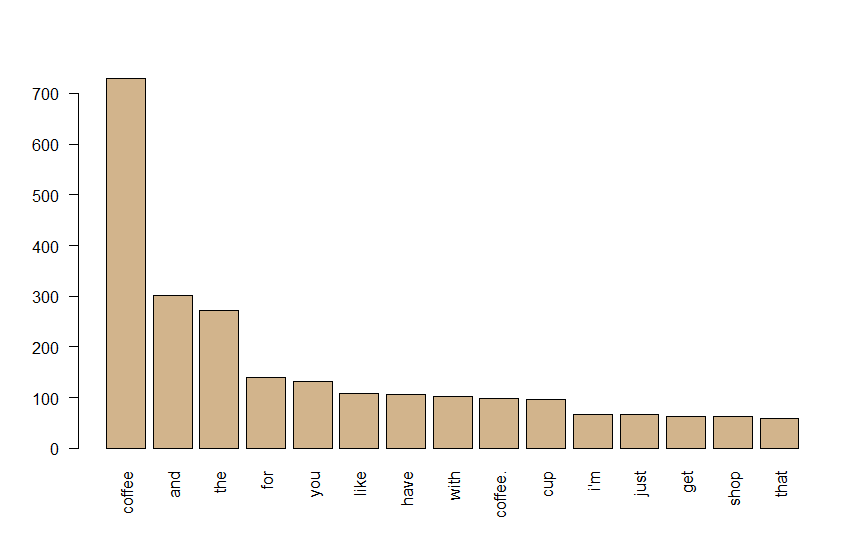 700
600
500
400
300
200
100
0
coffee
and
the
for
you
like
have
with
coffee.
cup
i'm
just
get
shop
that